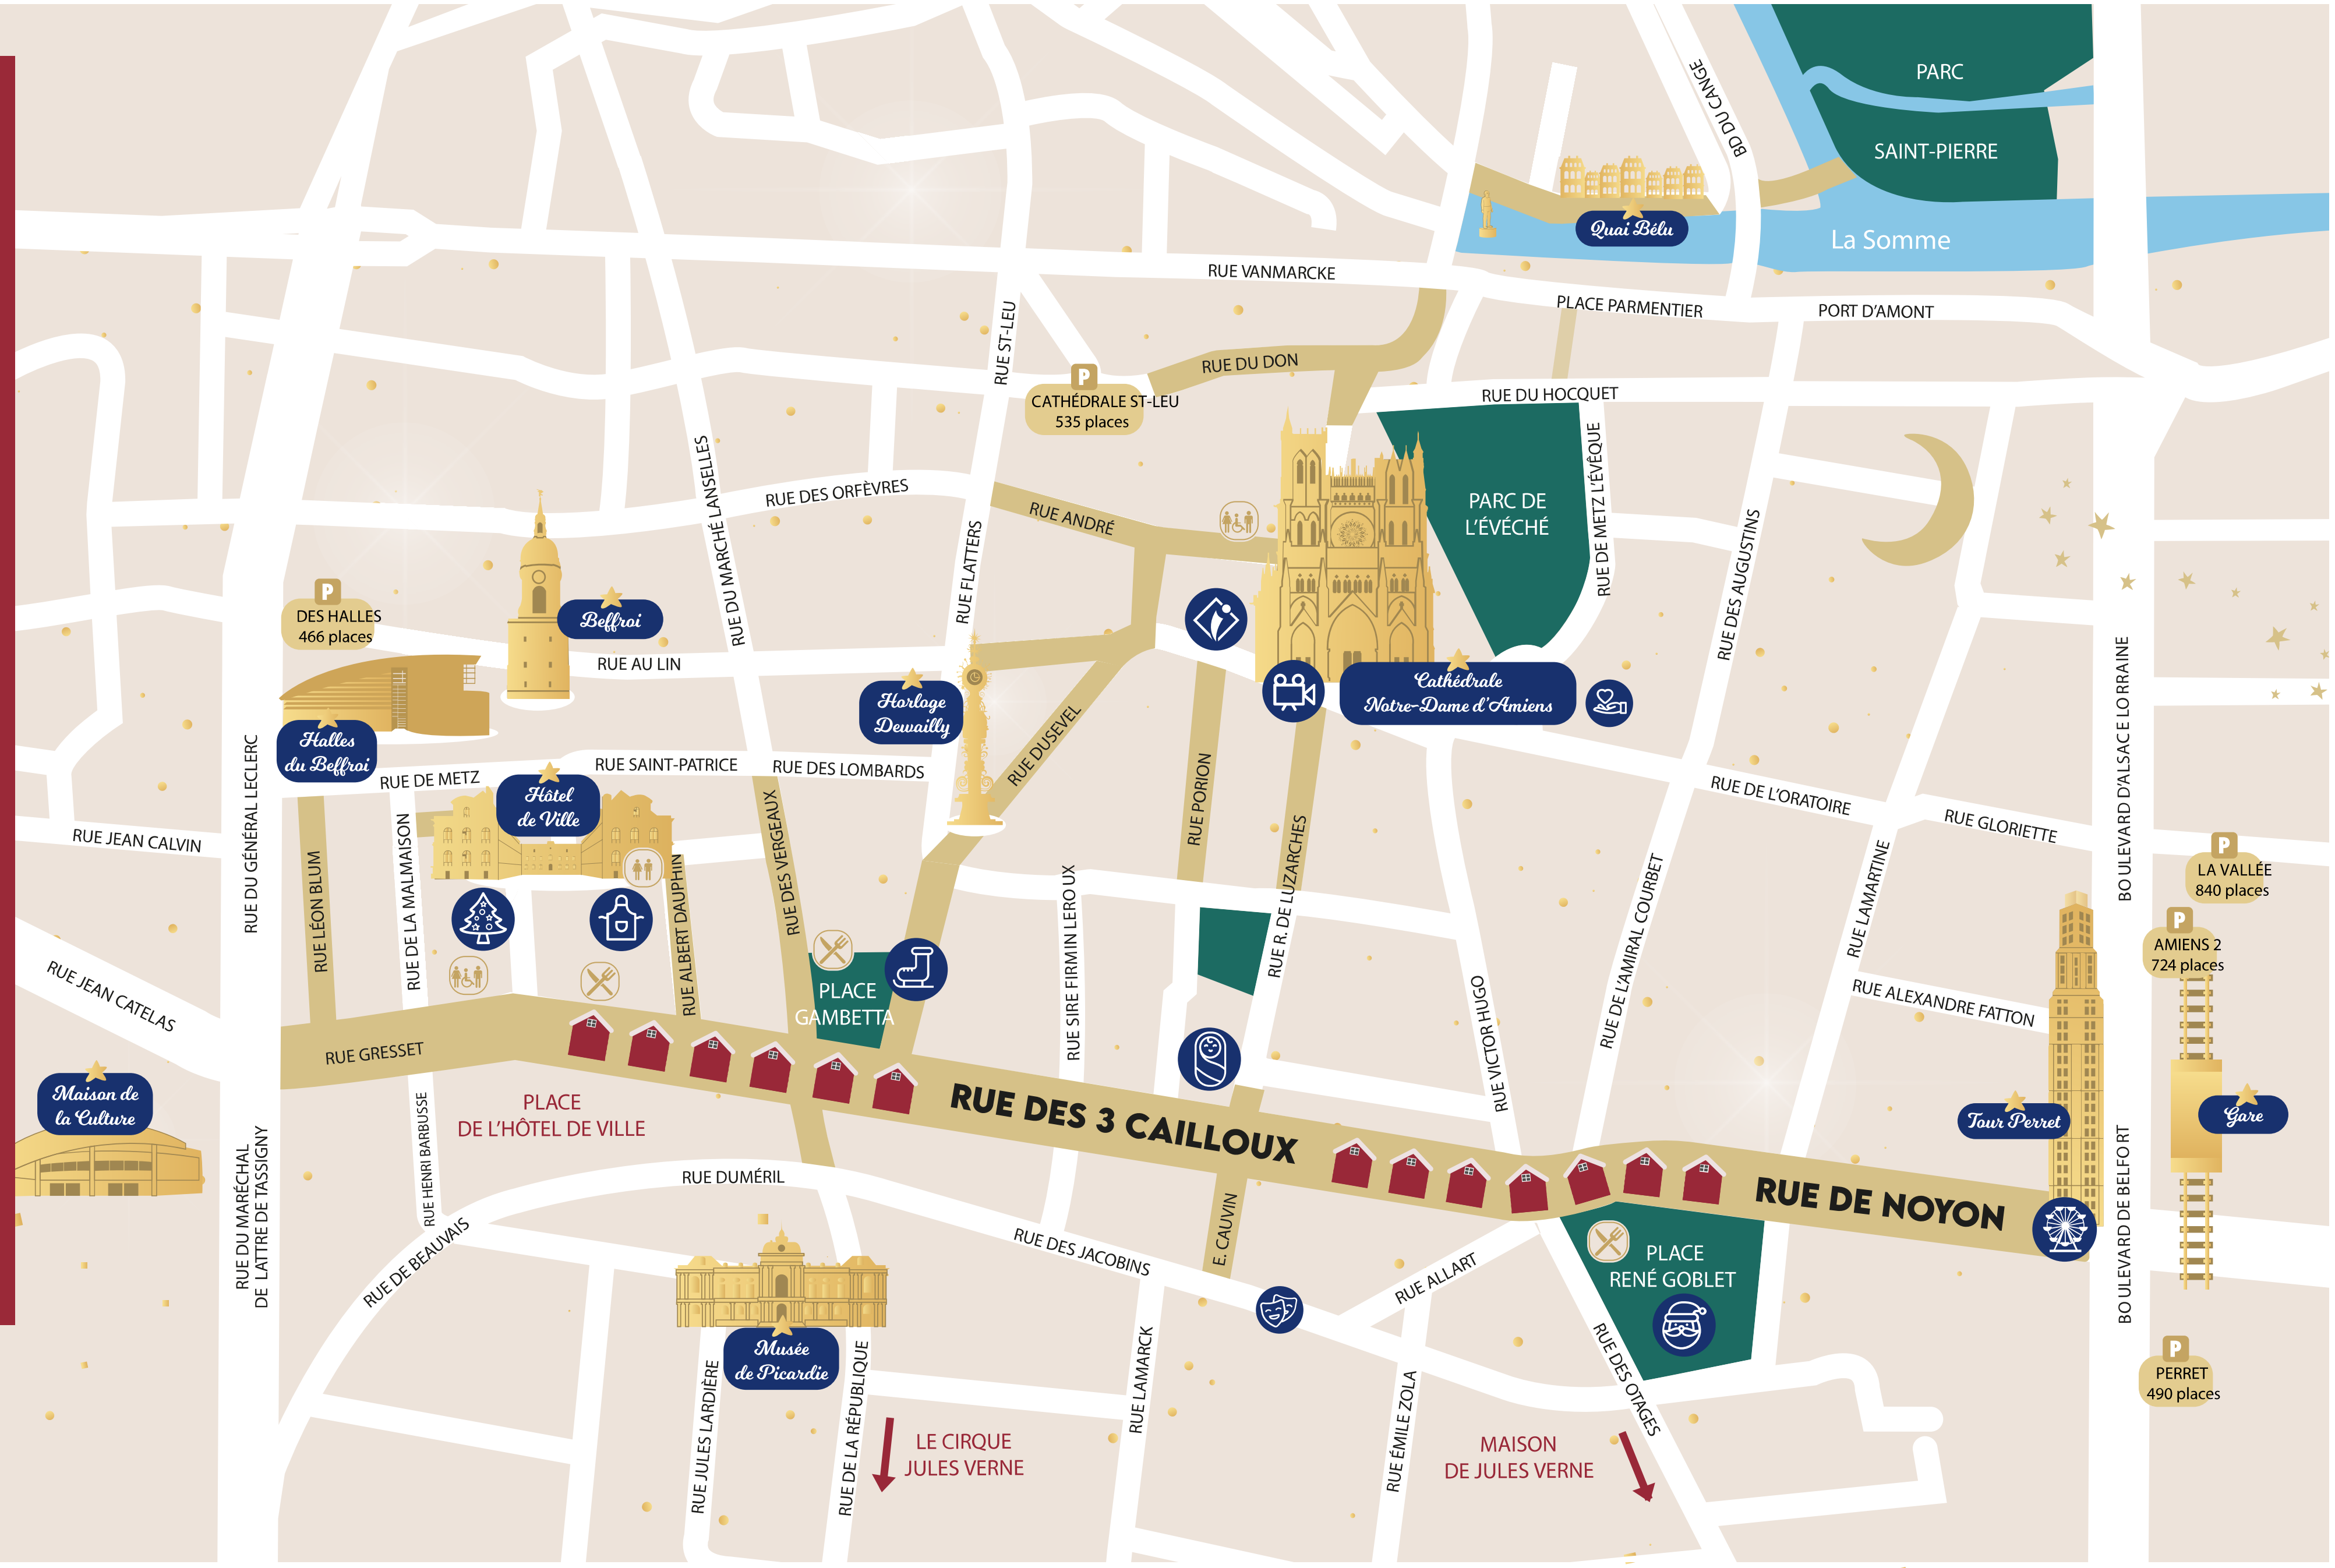 PARC
SAINT-PIERRE
BD DU CANGE
Quai Bélu
La Somme
RUE VANMARCKE
PLACE PARMENTIER
PORT D'AMONT
RUE ST-LEU
RUE DU DON
P
CATHÉDRALE ST-LEU
535 places
RUE DU HOCQUET
RUE DU MARCHÉ LANSELLES
RUE DES ORFÈVRES
RUE ANDRÉ
RUE FLATTERS
PARC DE
L'ÉVÉCHÉ
RUE DE METZ L'ÉVÊQUE
RUE DES AUGUSTINS
P
DES HALLES
466 places
Beffroi
RUE AU LIN
Horloge
Dewailly
Cathédrale
Notre-Dame d'Amiens
BOULEVARD D'ALSACE LORRAINE
Halles
du Beffroi
RUE DU GÉNÉRAL LECLERC
RUE DE METZ
RUE SAINT-PATRICE
RUE DES LOMBARDS
RUE DUSEVEL
RUE PORION
RUE R. DE LUZARCHES
RUE DE L'ORATOIRE
RUE GLORIETTE
Hôtel
de Ville
RUE JEAN CALVIN
RUE LÉON BLUM
RUE DE LA MALMAISON
RUE ALBERT DAUPHIN
RUE DES VERGEAUX
RUE SIRE FIRMIN LEROUX
RUE DE L'AMIRAL COURBET
RUE LAMARTINE
P
LA VALLÉE
840 places
P
AMIENS 2
724 places
RUE JEAN CATELAS
PLACE
GAMBETTA
RUE VICTOR HUGO
RUE ALEXANDRE FATTON
RUE GRESSET
Maison de
la Culture
PLACE
DE L'HÔTEL DE VILLE
RUE DES 3 CAILLOUX
Tour Perret
Gare
RUE DU MARÉCHAL
DE LATTRE DE TASSIGNY
RUE HENRI BARBUSSE
RUE DUMÉRIL
RUE DE NOYON
BOULEVARD DE BELFORT
RUE DE BEAUVAIS
RUE DES JACOBINS
E. CAUVIN
RUE ALLART
PLACE
RENÉ GOBLET
Musée
de Picardie
RUE JULES LARDIÈRE
RUE DE LA RÉPUBLIQUE
RUE LAMARCK
RUE ÉMILE ZOLA
RUE DES OTAGES
P
PERRET
490 places
LE CIRQUE
JULES VERNE
MAISON
DE JULES VERNE